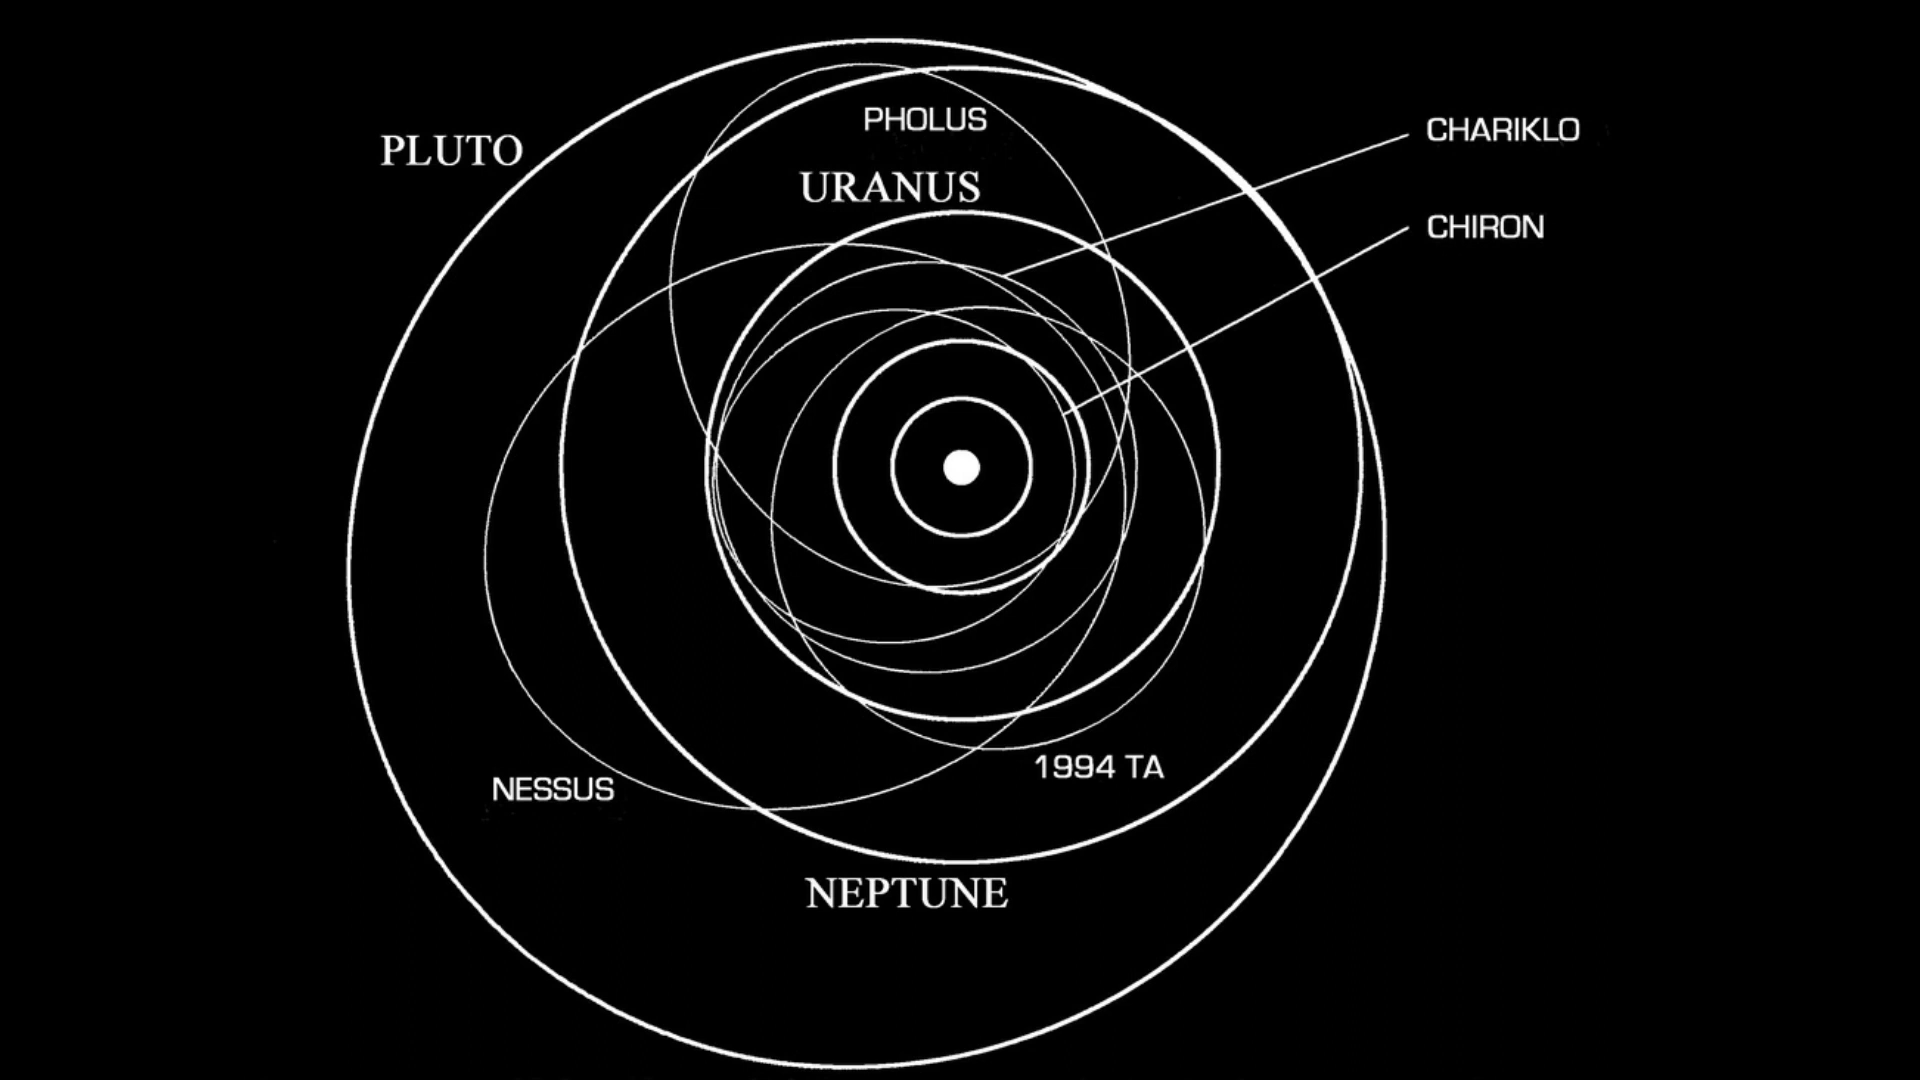 PHOLUS
CHARIKLO
PLUTO
URANUS
CHIRON
1994 TA
NESSUS
NEPTUNE